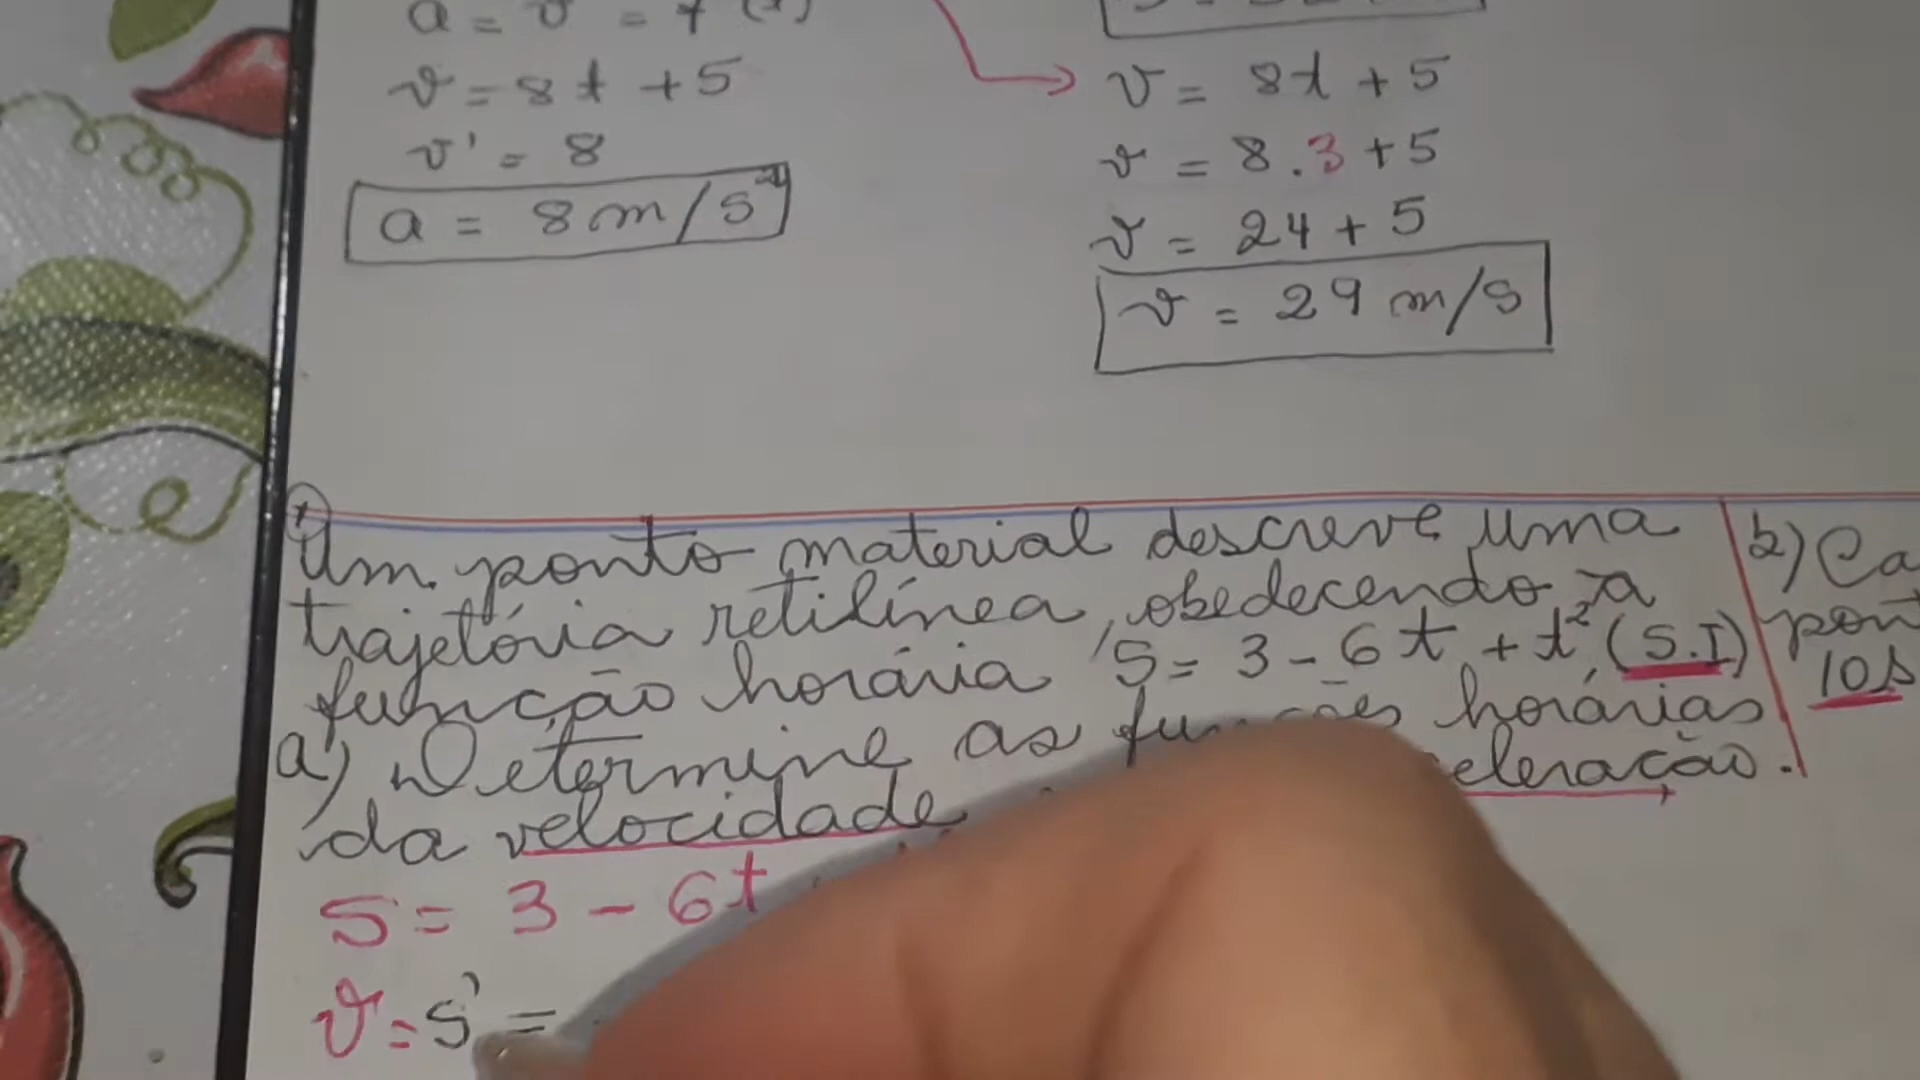 v = 8t + 5
v' = 8
a = 8m/s²
v = 8t + 5
v = 8.3 + 5
v = 24 + 5
v = 29 m/s
Um ponto material descreve uma
trajetória retilínea, obedecendo a
função horária S = 3 - 6t + t² (S.I)
a) Determine as funções horárias
da velocidade
S = 3 - 6t
v = S' =
b)
10s